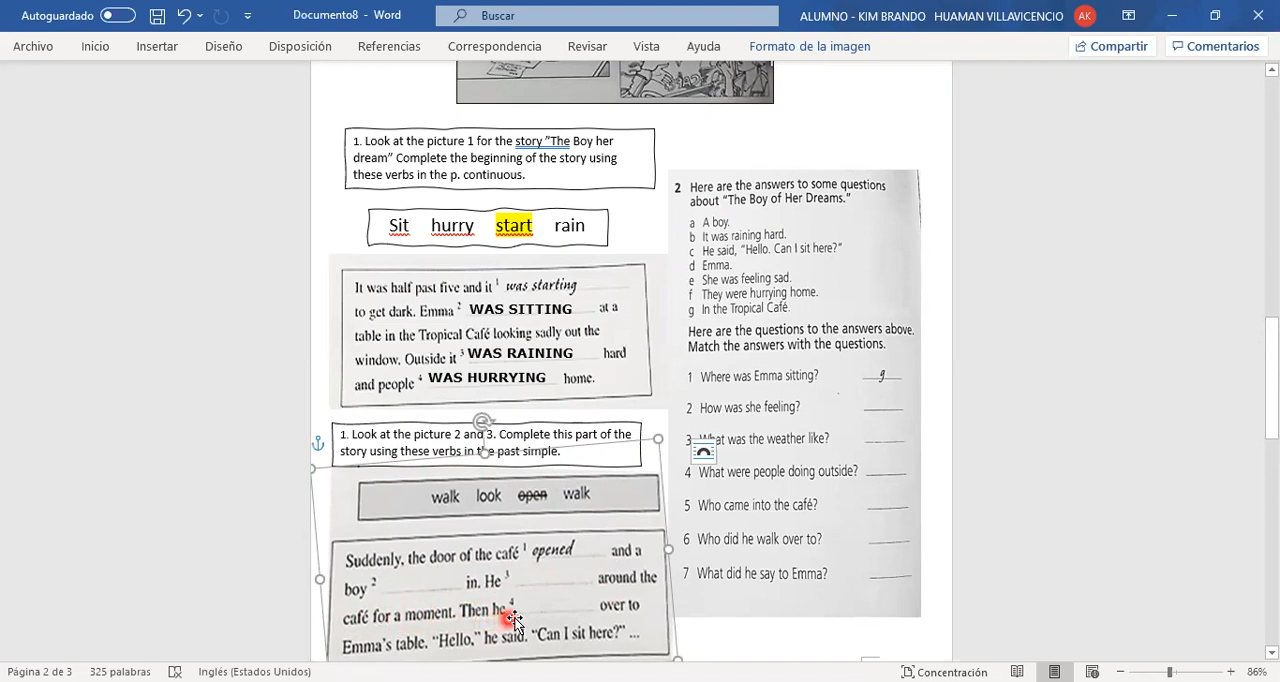 Autoguardado
Documento8 - Word
Buscar
ALUMNO - KIM BRANDO HUAMAN VILLAVICENCIO
AK
Archivo Inicio Insertar Diseño Disposición Referencias Correspondencia Revisar Vista Ayuda Formato de la imagen
Compartir Comentarios
1. Look at the picture 1 for the story "The Boy her
dream" Complete the beginning of the story using
these verbs in the p. continuous.
Sit hurry start rain
It was half past five and it ¹ was starting
to get dark. Emma ² WAS SITTING at a
table in the Tropical Café looking sadly out the
window. Outside it ³ WAS RAINING hard
and people ⁴ WAS HURRYING home.
1. Look at the picture 2 and 3. Complete this part of the
story using these verbs in the past simple.
walk look open walk
Suddenly, the door of the café ¹ opened and a
boy ² in. He ³ around the
café for a moment. Then he ⁴ over to
Emma's table. "Hello," he said. "Can I sit here?" ...
2 Here are the answers to some questions
about "The Boy of Her Dreams."
a A boy.
b It was raining hard.
c He said, "Hello. Can I sit here?"
d Emma.
e She was feeling sad.
f They were hurrying home.
g In the Tropical Café.
Here are the questions to the answers above.
Match the answers with the questions.
1 Where was Emma sitting? g
2 How was she feeling?
3 What was the weather like?
4 What were people doing outside?
5 Who came into the café?
6 Who did he walk over to?
7 What did he say to Emma?
Página 2 de 3 325 palabras Inglés (Estados Unidos)
Concentración
86%